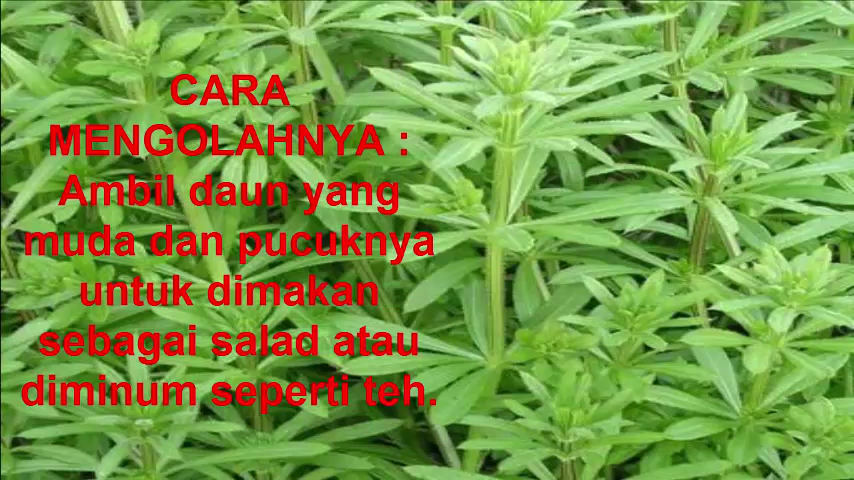 CARA
MENGOLAHNYA :
Ambil daun yang
muda dan pucuknya
untuk dimakan
sebagai salad atau
diminum seperti teh.